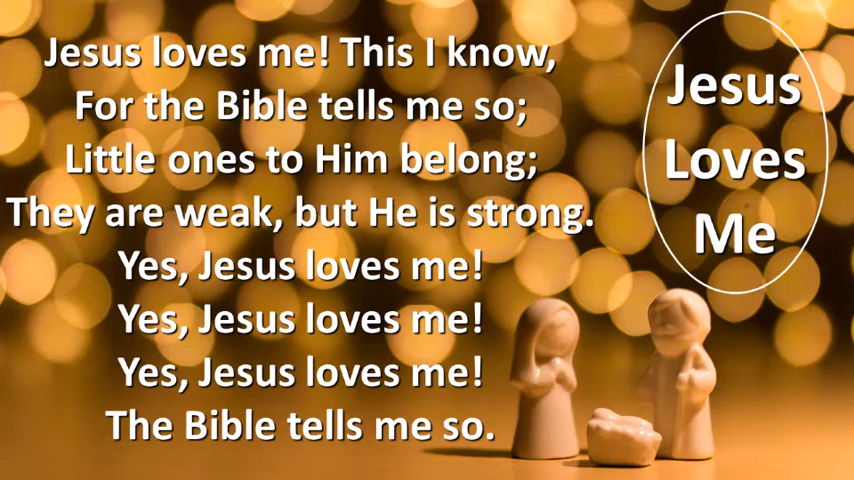 Jesus loves me! This I know,
For the Bible tells me so;
Little ones to Him belong;
They are weak, but He is strong.
Yes, Jesus loves me!
Yes, Jesus loves me!
Yes, Jesus loves me!
The Bible tells me so.
Jesus
Loves
Me